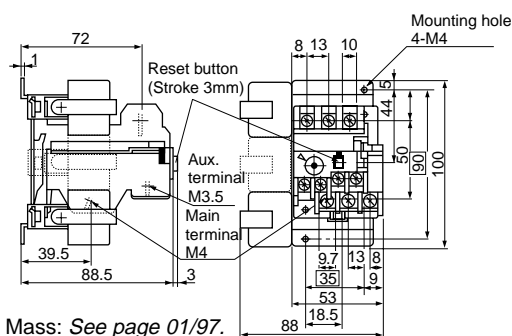 Mounting hole
4-M4
72
8 13 10
5
1
Reset button
(Stroke 3mm)
44
50
90
100
Aux.
terminal
M3.5
Main
terminal
M4
39.5
88.5
3
9.7 13 8
35 9
53
18.5
88
Mass: See page 01/97.